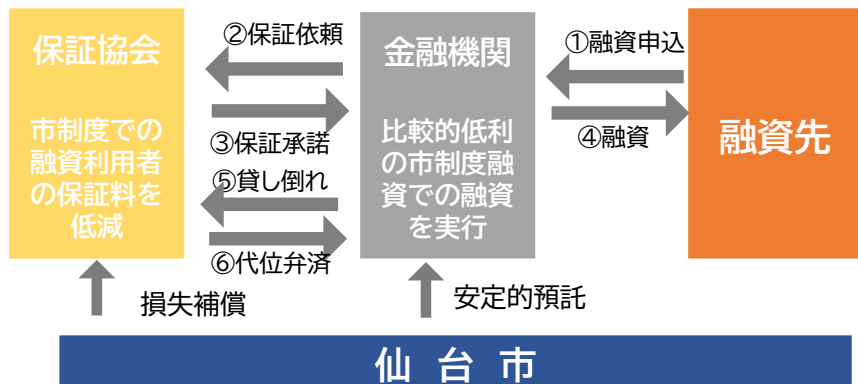 保証協会
市制度での
融資利用者
の保証料を
低減
②保証依頼
③保証承諾
⑤貸し倒れ
⑥代位弁済
金融機関
比較的低利
の市制度融
資での融資
を実行
①融資申込
④融資
融資先
損失補償
安定的預託
仙台市